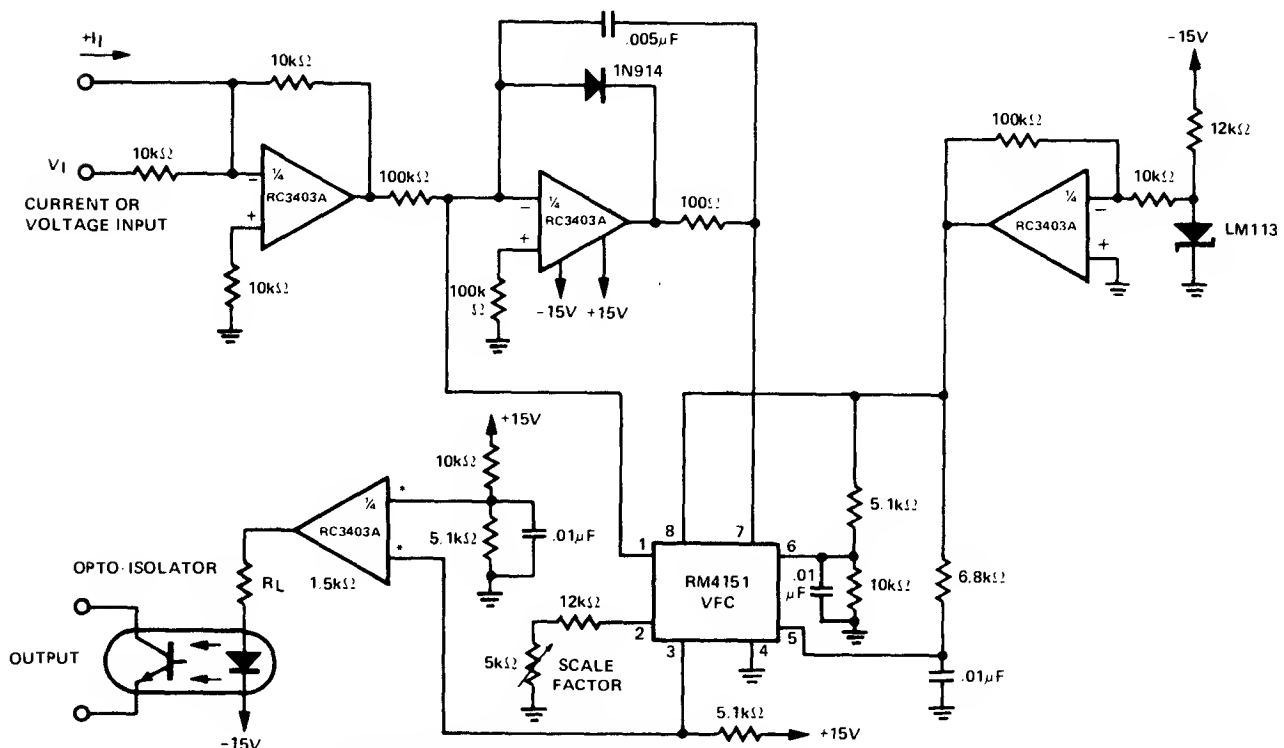 +I₁
10kΩ
10kΩ
V₁
CURRENT OR
VOLTAGE INPUT
¼
RC3403A
−
+
10kΩ
100kΩ
.005μF
1N914
¼
RC3403A
−
+
100k
Ω
-15V
+15V
100Ω
-15V
12kΩ
100kΩ
10kΩ
¼
RC3403A
−
+
LM113
+15V
10kΩ
5.1kΩ
.01μF
¼
RC3403A
*
*
OPTO-ISOLATOR
R_L
1.5kΩ
OUTPUT
-15V
12kΩ
5kΩ
SCALE
FACTOR
1
8
7
6
RM4151
VFC
2
3
4
5
5.1kΩ
.01
μF
10kΩ
6.8kΩ
.01μF
5.1kΩ
+15V